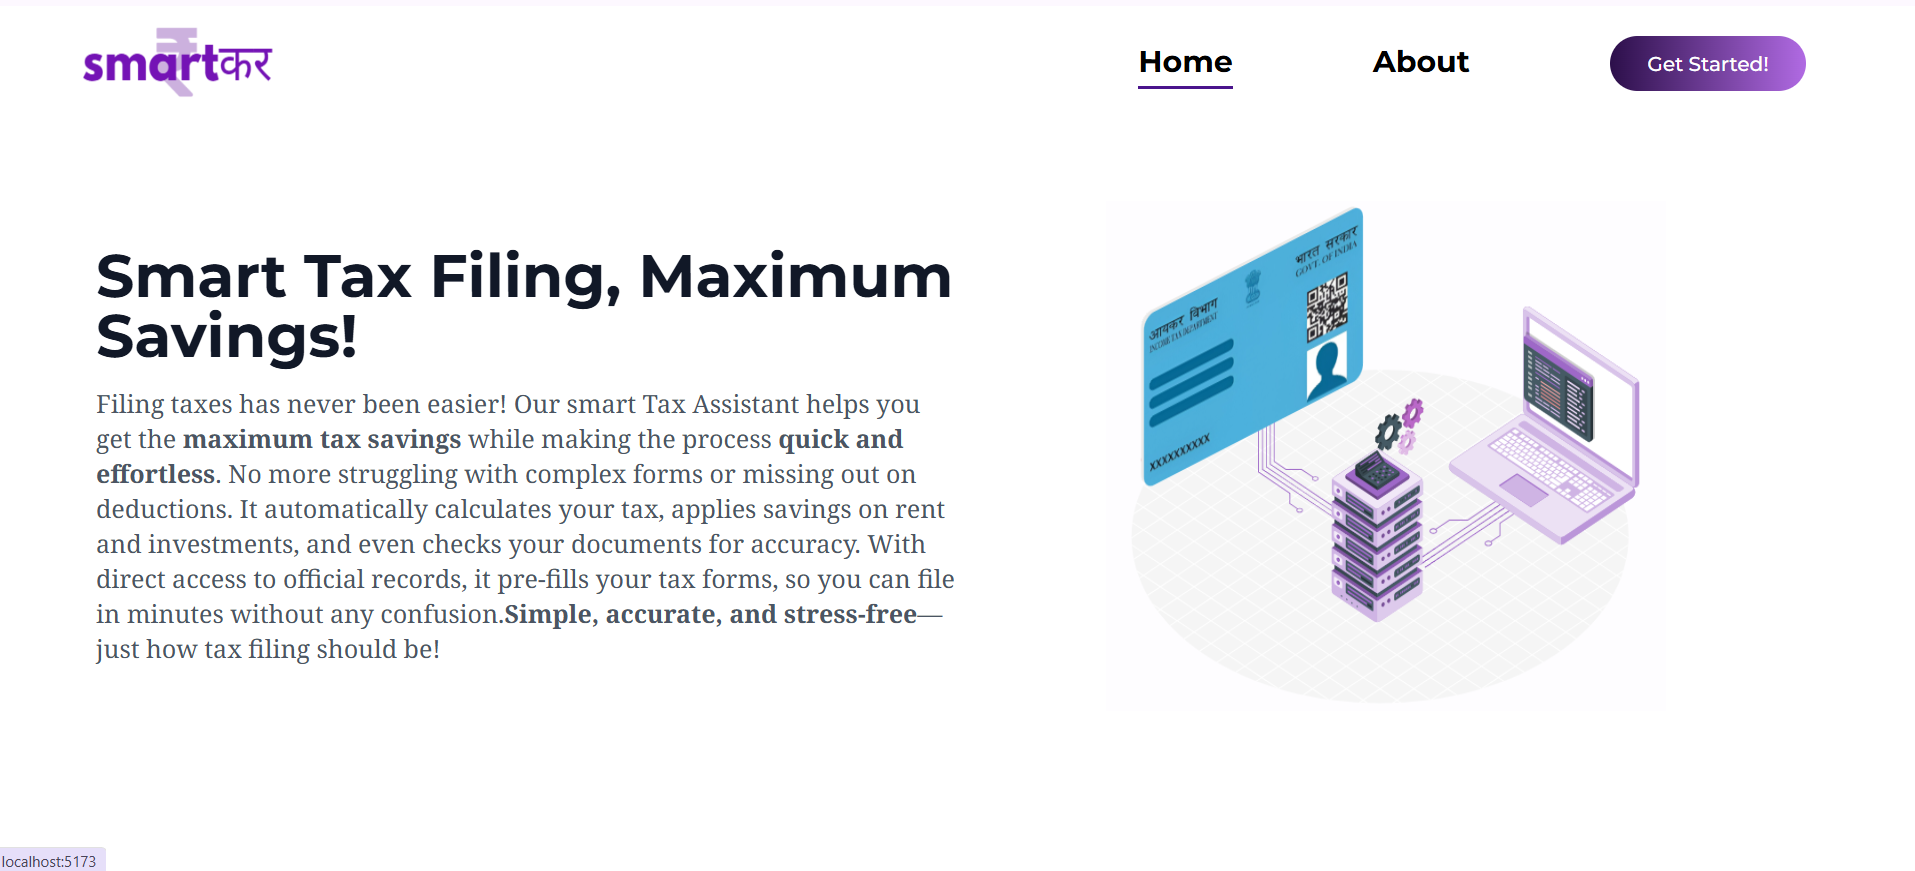 smartकर
Home
About
Get Started!
Smart Tax Filing, Maximum
Savings!
Filing taxes has never been easier! Our smart Tax Assistant helps you
get the maximum tax savings while making the process quick and
effortless. No more struggling with complex forms or missing out on
deductions. It automatically calculates your tax, applies savings on rent
and investments, and even checks your documents for accuracy. With
direct access to official records, it pre-fills your tax forms, so you can file
in minutes without any confusion.Simple, accurate, and stress-free—
just how tax filing should be!
भारत सरकार
GOVT. OF INDIA
आयकर विभाग
INCOME TAX DEPARTMENT
XXXXXXXXXX
localhost:5173